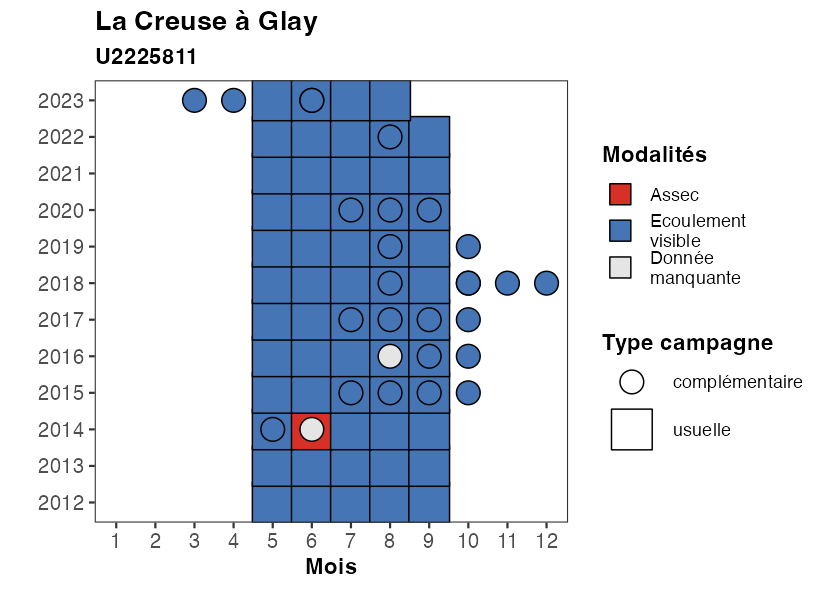 La Creuse à Glay
U2225811
2023
2022
2021
2020
2019
2018
2017
2016
2015
2014
2013
2012
1 2 3 4 5 6 7 8 9 10 11 12
Mois
Modalités
Assec
Ecoulement
visible
Donnée
manquante
Type campagne
complémentaire
usuelle